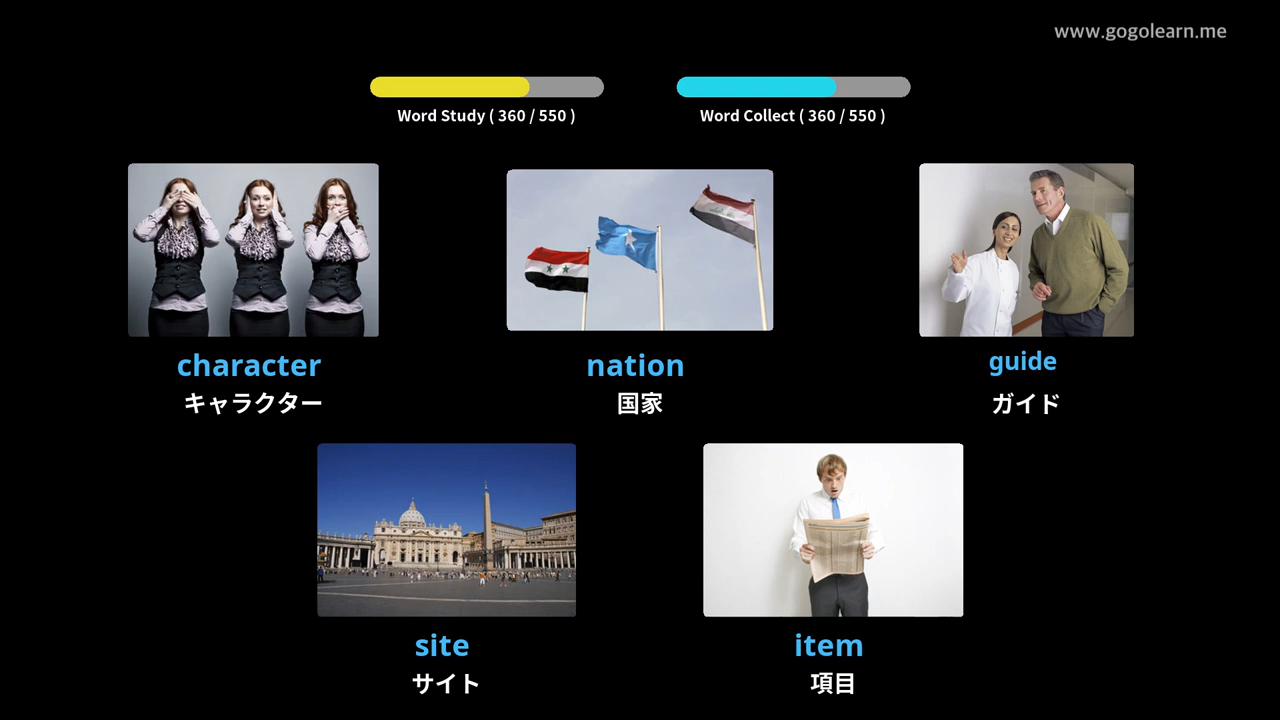 www.gogolearn.me
Word Study ( 360 / 550 )
Word Collect ( 360 / 550 )
character
キャラクター
nation
国家
guide
ガイド
site
サイト
item
項目